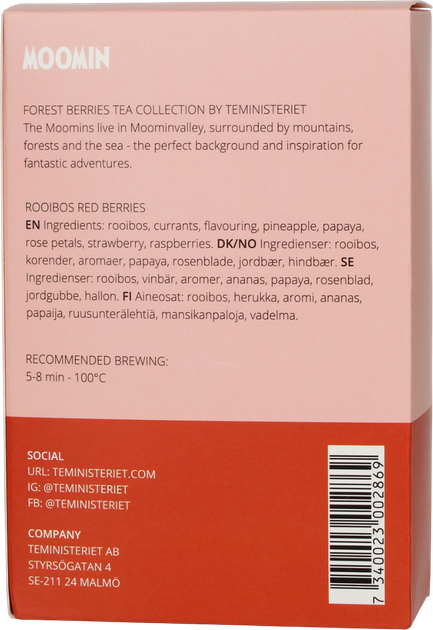 MOOMIN
FOREST BERRIES TEA COLLECTION BY TEMINISTERIET
The Moomins live in Moominvalley, surrounded by mountains,
forests and the sea - the perfect background and inspiration for
fantastic adventures.
ROOIBOS RED BERRIES
EN Ingredients: rooibos, currants, flavouring, pineapple, papaya,
rose petals, strawberry, raspberries. DK/NO Ingredienser: rooibos,
korender, aromaer, papaya, rosenblade, jordbær, hindbær. SE
Ingredienser: rooibos, vinbär, aromer, ananas, papaya, rosenblad,
jordgubbe, hallon. FI Aineosat: rooibos, herukka, aromi, ananas,
papaija, ruusunterälehtiä, mansikanpaloja, vadelma.
RECOMMENDED BREWING:
5-8 min - 100°C
SOCIAL
URL: TEMINISTERIET.COM
IG: @TEMINISTERIET
FB: @TEMINISTERIET
COMPANY
TEMINISTERIET AB
STYRSÖGATAN 4
SE-211 24 MALMÖ
7 340023 002869